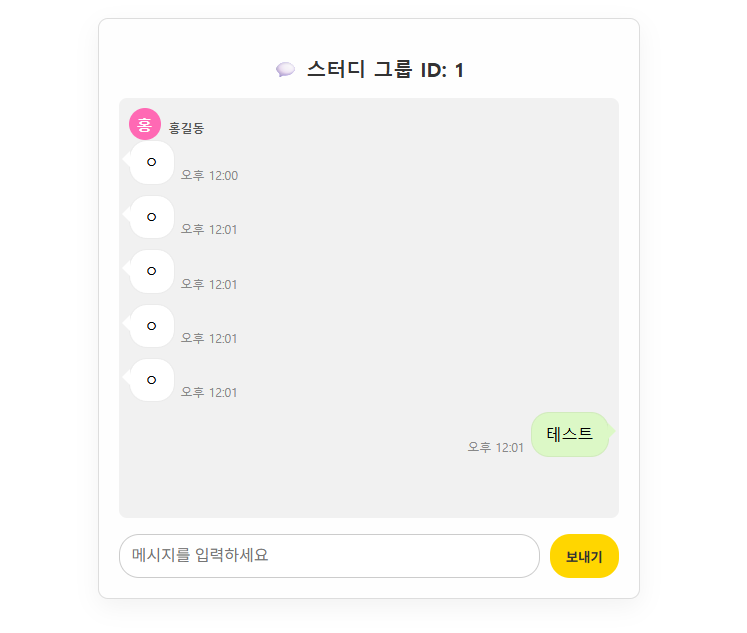 💬 스터디 그룹 ID: 1
홍 홍길동
ㅇ 오후 12:00
ㅇ 오후 12:01
ㅇ 오후 12:01
ㅇ 오후 12:01
ㅇ 오후 12:01
오후 12:01 테스트
메시지를 입력하세요 보내기